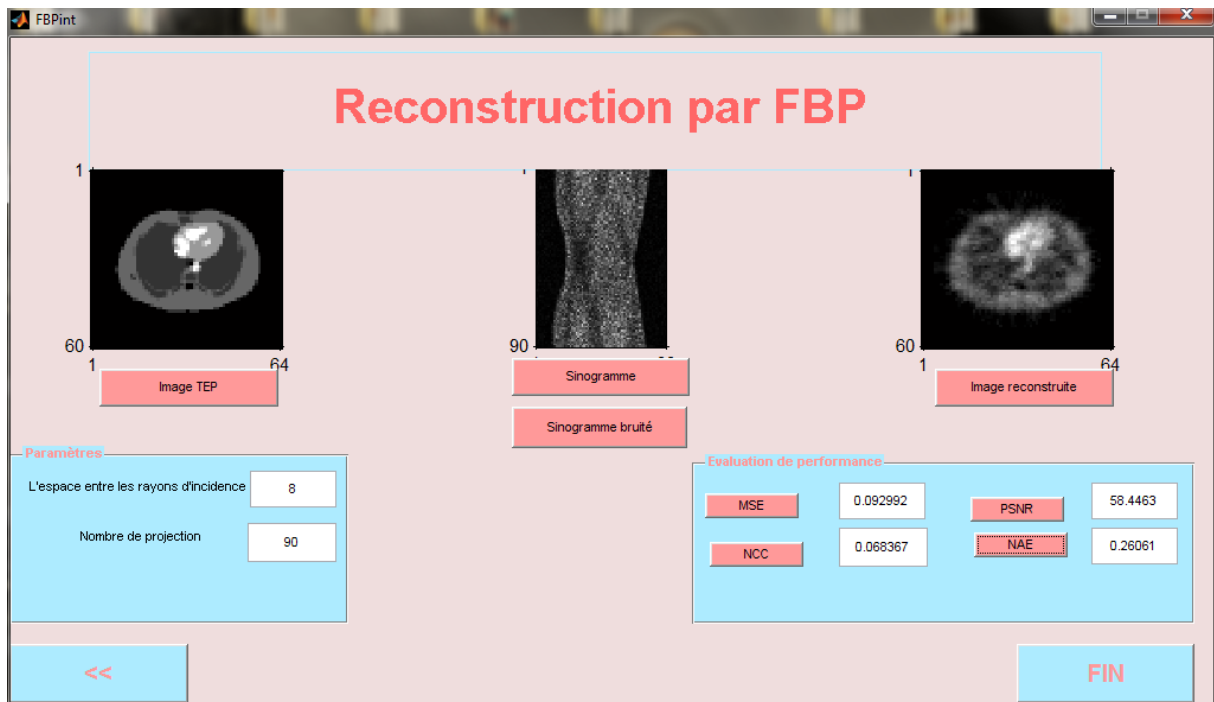 FBPint
Reconstruction par FBP
1
60
1
64
Image TEP
90
Sinogramme
Sinogramme bruité
60
1
64
Image reconstruite
Paramètres
L'espace entre les rayons d'incidence
8
Nombre de projection
90
Evaluation de performance
MSE
0.092992
PSNR
58.4463
NCC
0.068367
NAE
0.26061
<<
FIN